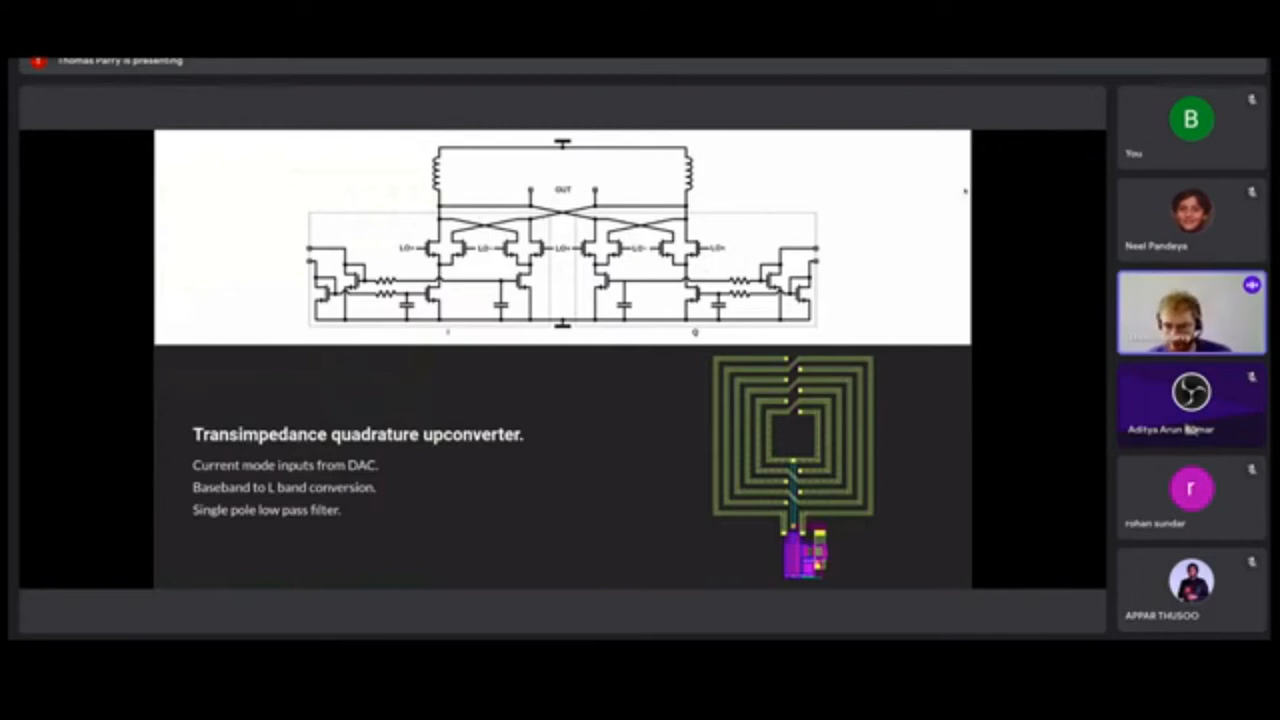 Thomas Parry is presenting
OUT
LO+ LO- LO+ LO- LO+
I Q
Transimpedance quadrature upconverter.
Current mode inputs from DAC.
Baseband to L band conversion.
Single pole low pass filter.
B
You
Neel Pandeya
Aditya Arun Kumar
r
rohan sundar
APPAR THUSOO